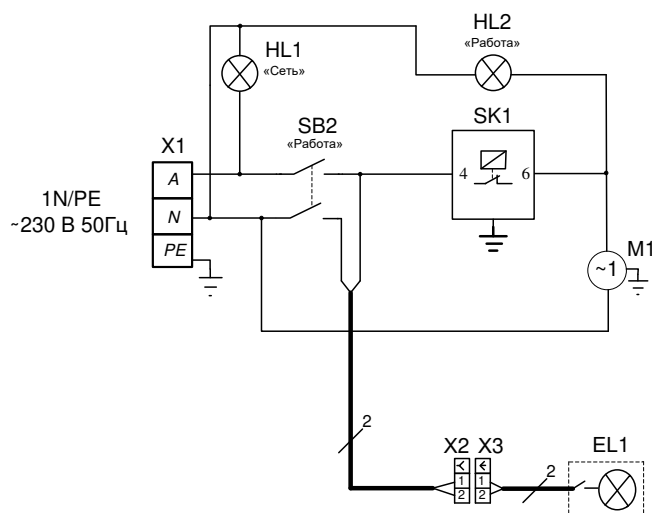 HL1
«Сеть»
HL2
«Работа»
SB2
«Работа»
SK1
4 6
X1
A
N
PE
1N/PE
~230 В 50Гц
M1
~1
2
X2 X3
1 1
2 2
2
EL1